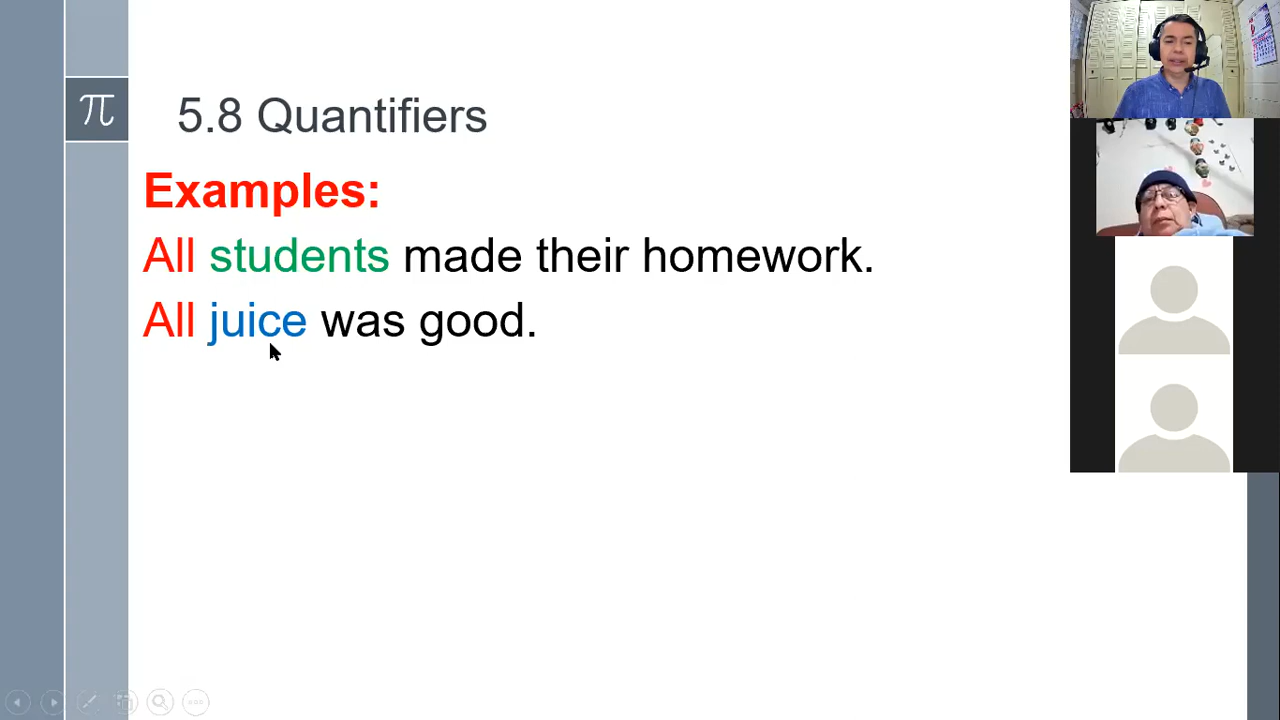 π
5.8 Quantifiers
Examples:
All students made their homework.
All juice was good.